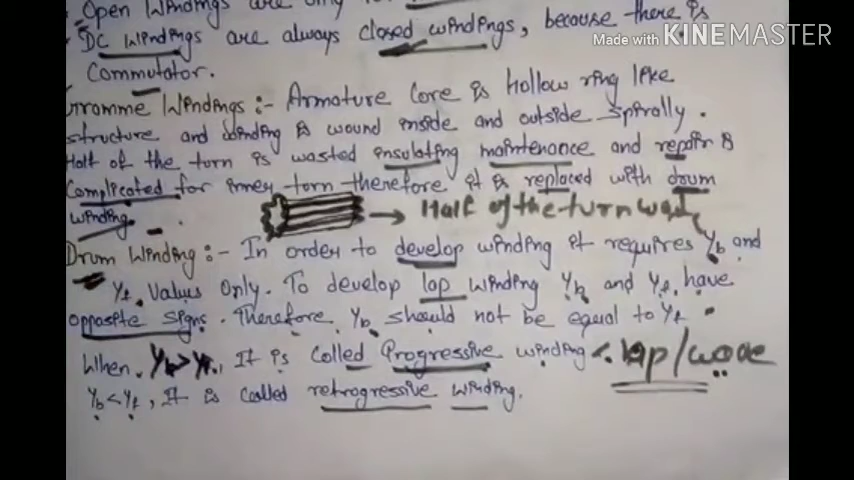 Open Windings are only
DC Windings are always closed windings, because there is
Commutator.
Made with KINEMASTER
Gromme Windings :- Armature Core is Hollow ring like
structure and winding is wound inside and outside spirally.
Half of the turn is wasted insulating maintenance and repair is
Complicated for inner turn therefore it is replaced with drum
winding.
→ Half of the turn wad
Drum Winding :- In order to develop winding it requires Yb and
Yf Values Only. To develop lap winding Yb and Yf have
opposite signs. Therefore Yb should not be equal to Yf.
When Yb>Yf, It is called Progressive winding < lap/wave
Yb<Yf, It is called retrogressive winding.